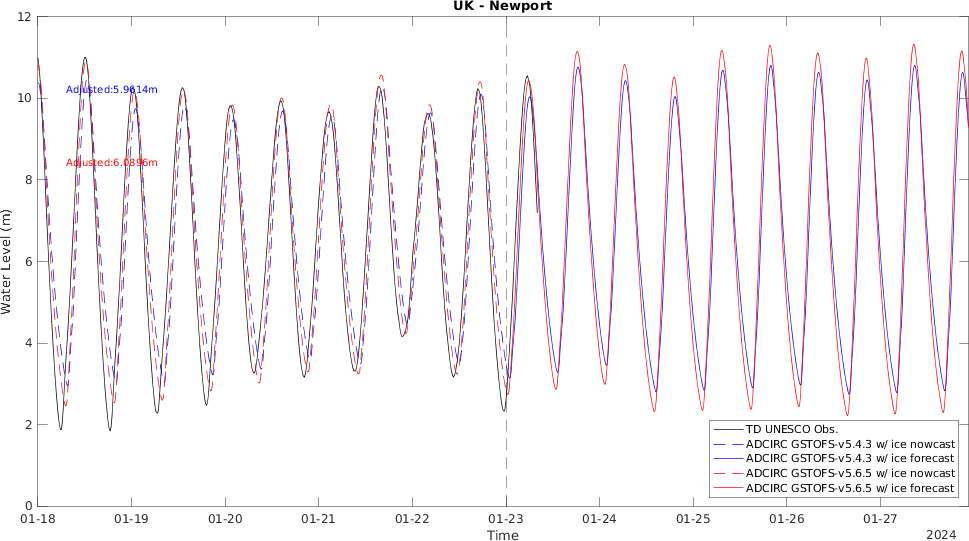 UK - Newport
12
10
8
6
4
2
0
Water Level (m)
Adjusted:5.9614m
Adjusted:6.0896m
TD UNESCO Obs.
ADCIRC GSTOFS-v5.4.3 w/ ice nowcast
ADCIRC GSTOFS-v5.4.3 w/ ice forecast
ADCIRC GSTOFS-v5.6.5 w/ ice nowcast
ADCIRC GSTOFS-v5.6.5 w/ ice forecast
01-18 01-19 01-20 01-21 01-22 01-23 01-24 01-25 01-26 01-27
Time
2024